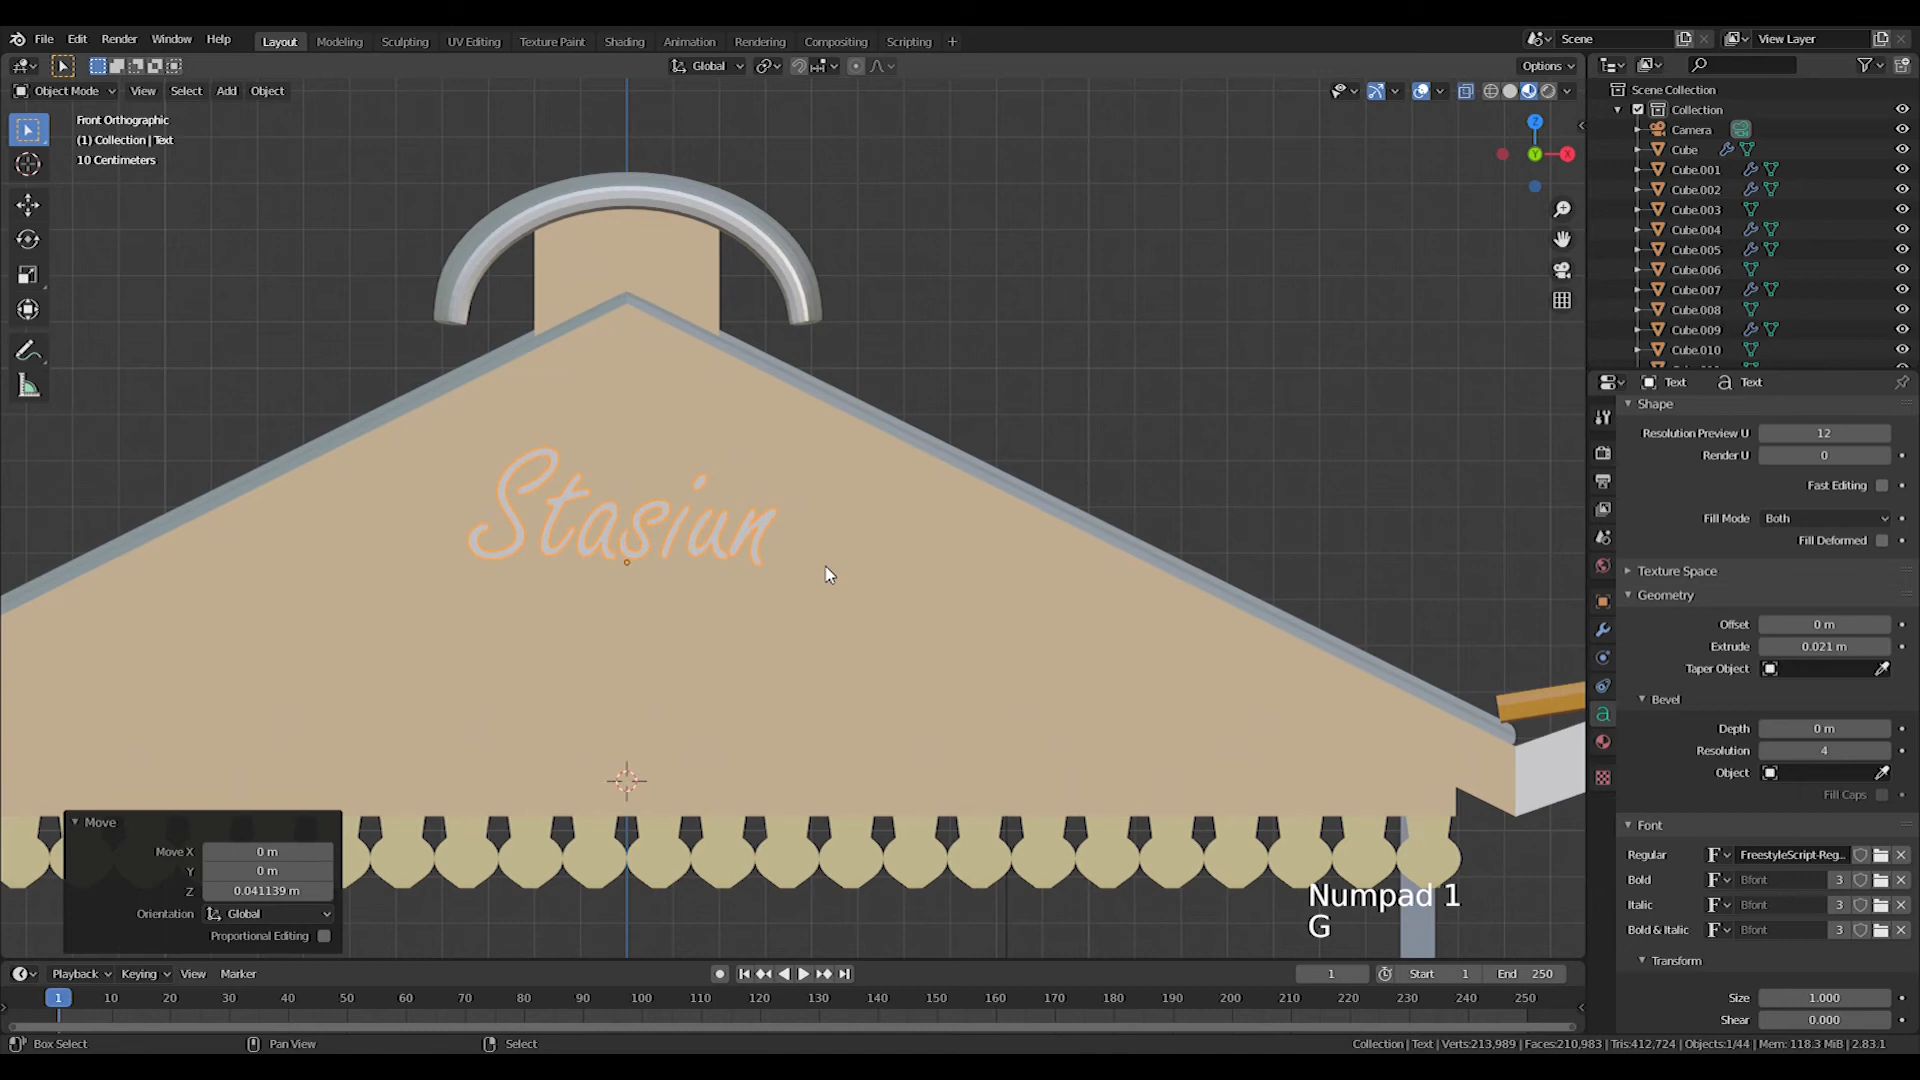 File Edit Render Window Help Layout Modeling Sculpting UV Editing Texture Paint Shading Animation Rendering Compositing Scripting + Scene View Layer
Global Options
Object Mode View Select Add Object
Front Orthographic
(1) Collection | Text
10 Centimeters
Z
Y X
Stasiun
Scene Collection
Collection
Camera
Cube
Cube.001
Cube.002
Cube.003
Cube.004
Cube.005
Cube.006
Cube.007
Cube.008
Cube.009
Cube.010
Text Text
Shape
Resolution Preview U 12
Render U 0
Fast Editing
Fill Mode Both
Fill Deformed
Texture Space
Geometry
Offset 0 m
Extrude 0.021 m
Taper Object
Bevel
Depth 0 m
Resolution 4
Object
Fill Caps
Font
Regular FreestyleScript-Reg...
Bold Bfont 3
Italic Bfont 3
Bold & Italic Bfont 3
Transform
Size 1.000
Shear 0.000
Move
Move X 0 m
Y 0 m
Z 0.041139 m
Orientation Global
Proportional Editing
Numpad 1
G
Playback Keying View Marker 1 Start 1 End 250
1 10 20 30 40 50 60 70 80 90 100 110 120 130 140 150 160 170 180 190 200 210 220 230 240 250
Box Select Pan View Select Collection | Text | Verts:213,989 | Faces:210,983 | Tris:412,724 | Objects:1/44 | Mem: 118.3 MiB | 2.83.1